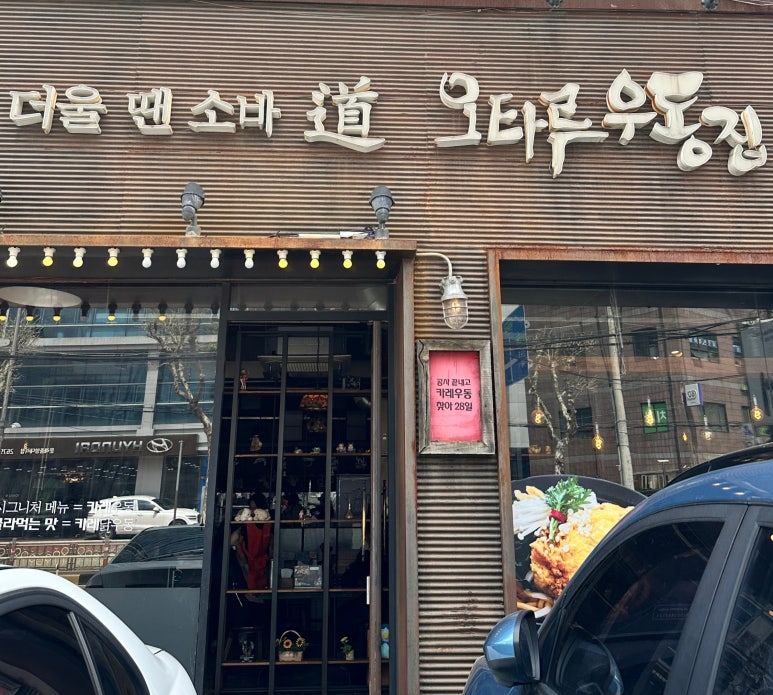 더울 땐 소바 道 오타루우동집
공사 끝내고
카레우동
찾아 28일
HYUNDAI
시그니처 메뉴 = 카레우동
골라먹는 맛 = 카레냄우동